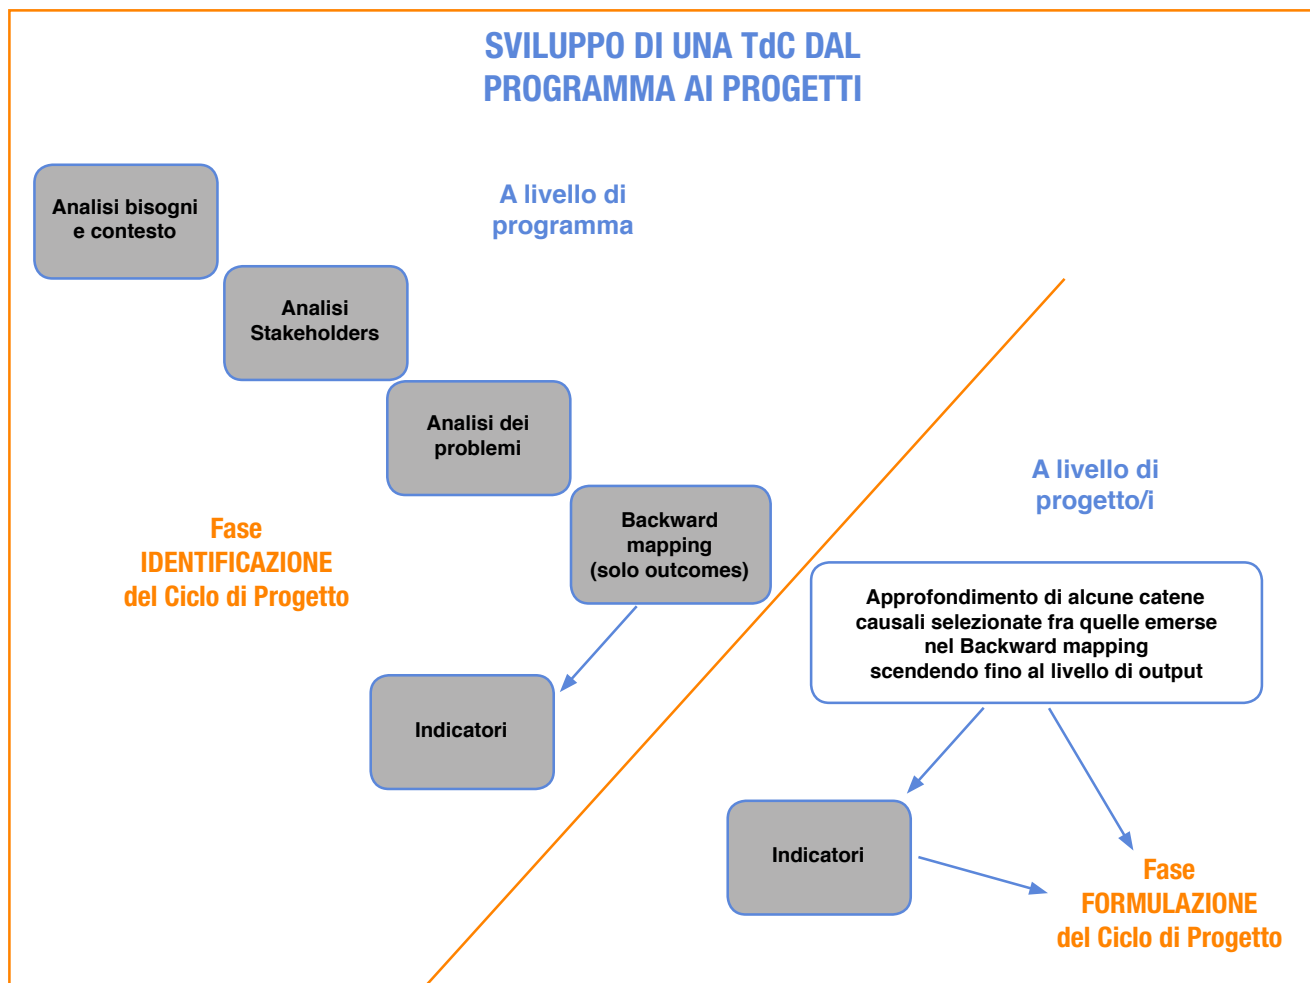 SVILUPPO DI UNA TdC DAL
PROGRAMMA AI PROGETTI
Analisi bisogni
e contesto
A livello di
programma
Analisi
Stakeholders
Analisi dei
problemi
A livello di
progetto/i
Fase
IDENTIFICAZIONE
del Ciclo di Progetto
Backward
mapping
(solo outcomes)
Approfondimento di alcune catene
causali selezionate fra quelle emerse
nel Backward mapping
scendendo fino al livello di output
Indicatori
Indicatori
Fase
FORMULAZIONE
del Ciclo di Progetto